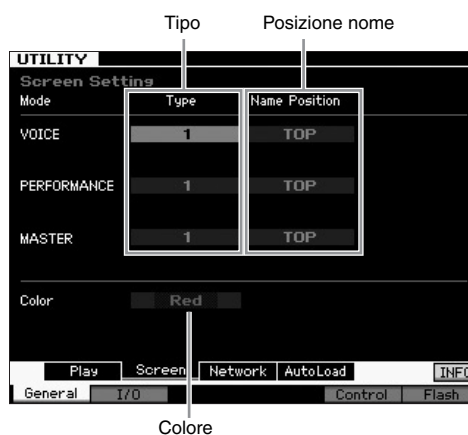 Tipo Posizione nome
UTILITY
Screen Setting
Mode Type Name Position
VOICE 1 TOP
PERFORMANCE 1 TOP
MASTER 1 TOP
Color Red
Play Screen Network AutoLoad INFO
General I/O Control Flash
Colore